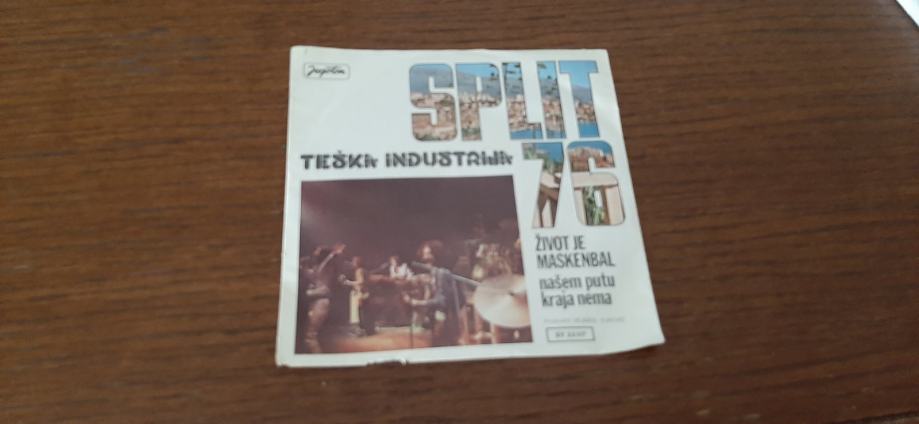 Jugoton
SPLIT
76
TEŠKA INDUSTRIJA
ŽIVOT JE
MASKENBAL
našem putu
kraja nema